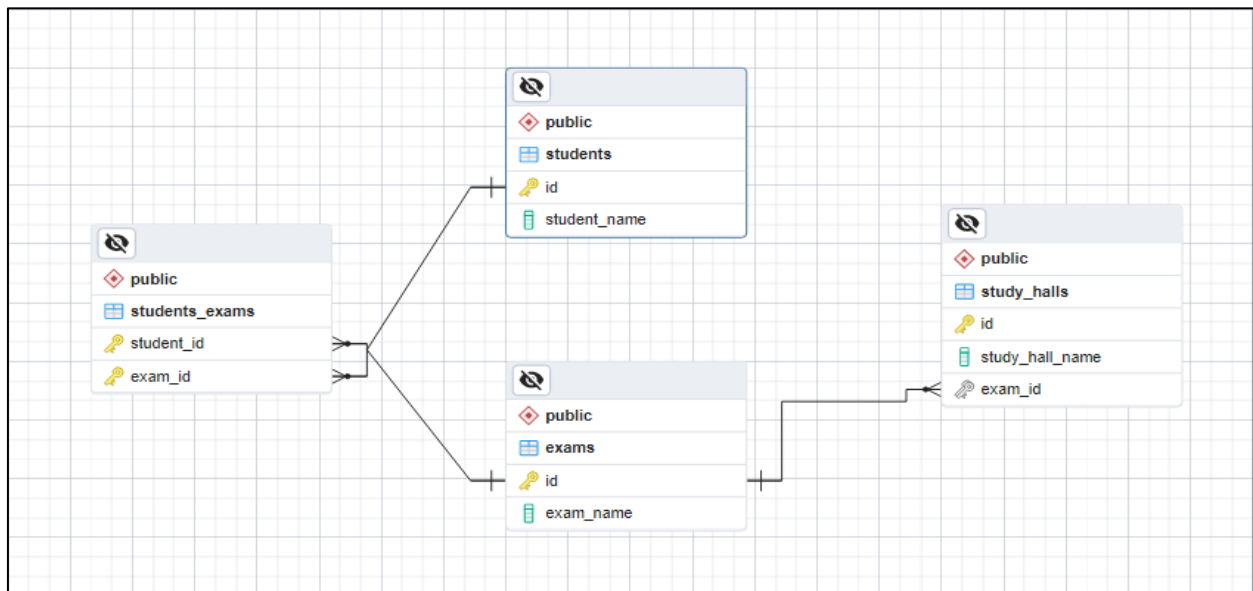 public
students
id
student_name
public
students_exams
student_id
exam_id
public
exams
id
exam_name
public
study_halls
id
study_hall_name
exam_id